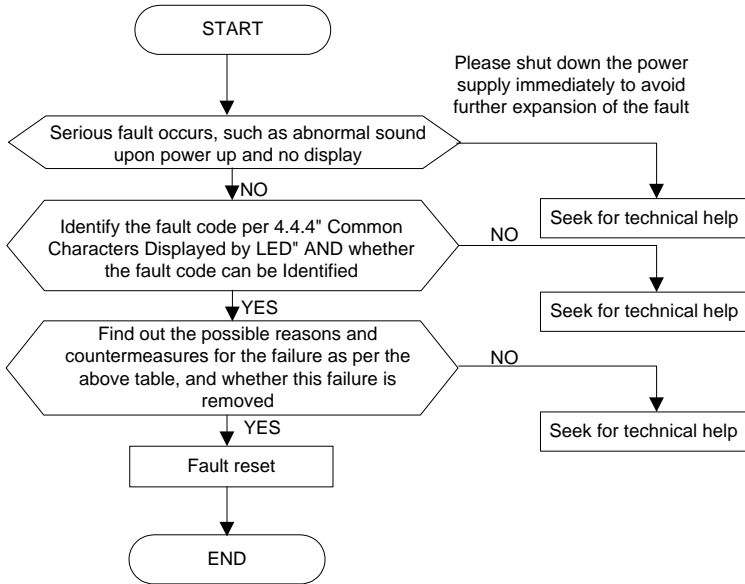 START
Please shut down the power
supply immediately to avoid
further expansion of the fault
Serious fault occurs, such as abnormal sound
upon power up and no display
NO
Seek for technical help
Identify the fault code per 4.4.4" Common
Characters Displayed by LED" AND whether
the fault code can be Identified
NO
YES
Seek for technical help
Find out the possible reasons and
countermeasures for the failure as per the
above table, and whether this failure is
removed
NO
YES
Seek for technical help
Fault reset
END